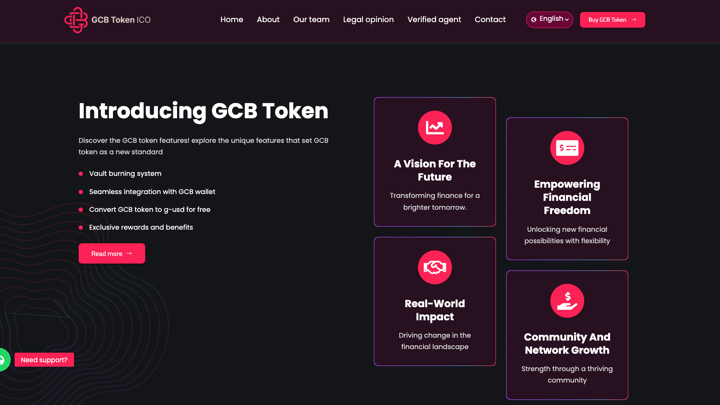 GCB Token ICO
Home
About
Our team
Legal opinion
Verified agent
Contact
English
Buy GCB Token →
Introducing GCB Token
Discover the GCB token features! explore the unique features that set GCB
token as a new standard
Vault burning system
Seamless integration with GCB wallet
Convert GCB token to g-usd for free
Exclusive rewards and benefits
Read more →
A Vision For The
Future
Transforming finance for a
brighter tomorrow.
Empowering
Financial
Freedom
Unlocking new financial
possibilities with flexibility
Real-World
Impact
Driving change in the
financial landscape
Community And
Network Growth
Strength through a thriving
community
Need support?